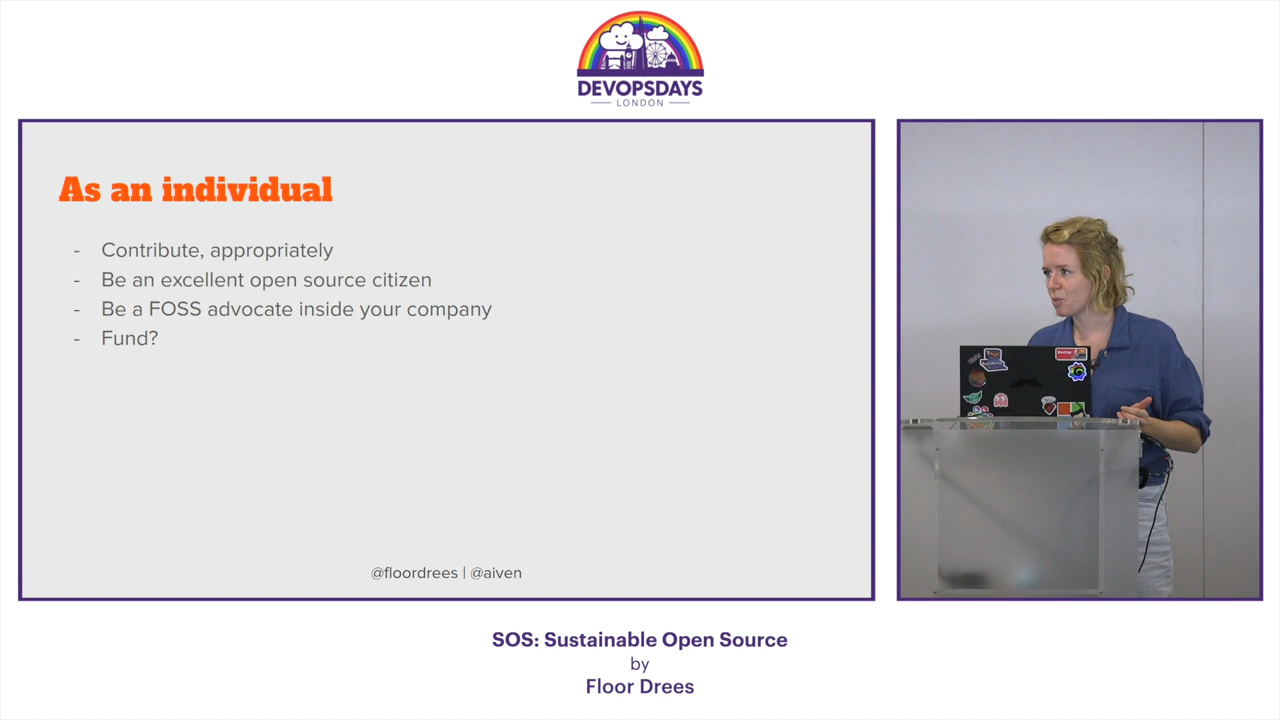 DEVOPSDAYS
LONDON
As an individual
- Contribute, appropriately
- Be an excellent open source citizen
- Be a FOSS advocate inside your company
- Fund?
@floordrees | @aiven
SOS: Sustainable Open Source
by
Floor Drees